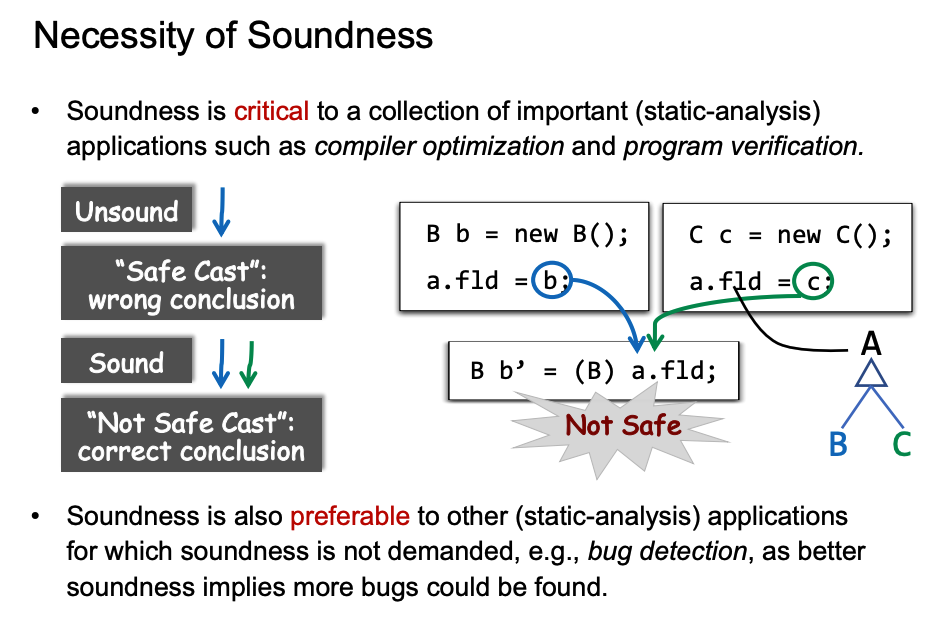 Necessity of Soundness
• Soundness is critical to a collection of important (static-analysis)
applications such as compiler optimization and program verification.
Unsound
“Safe Cast”:
wrong conclusion
Sound
“Not Safe Cast”:
correct conclusion
B b = new B();
a.fld = b;
C c = new C();
a.fld = c;
B b’ = (B) a.fld;
Not Safe
A
B
C
• Soundness is also preferable to other (static-analysis) applications
for which soundness is not demanded, e.g., bug detection, as better
soundness implies more bugs could be found.